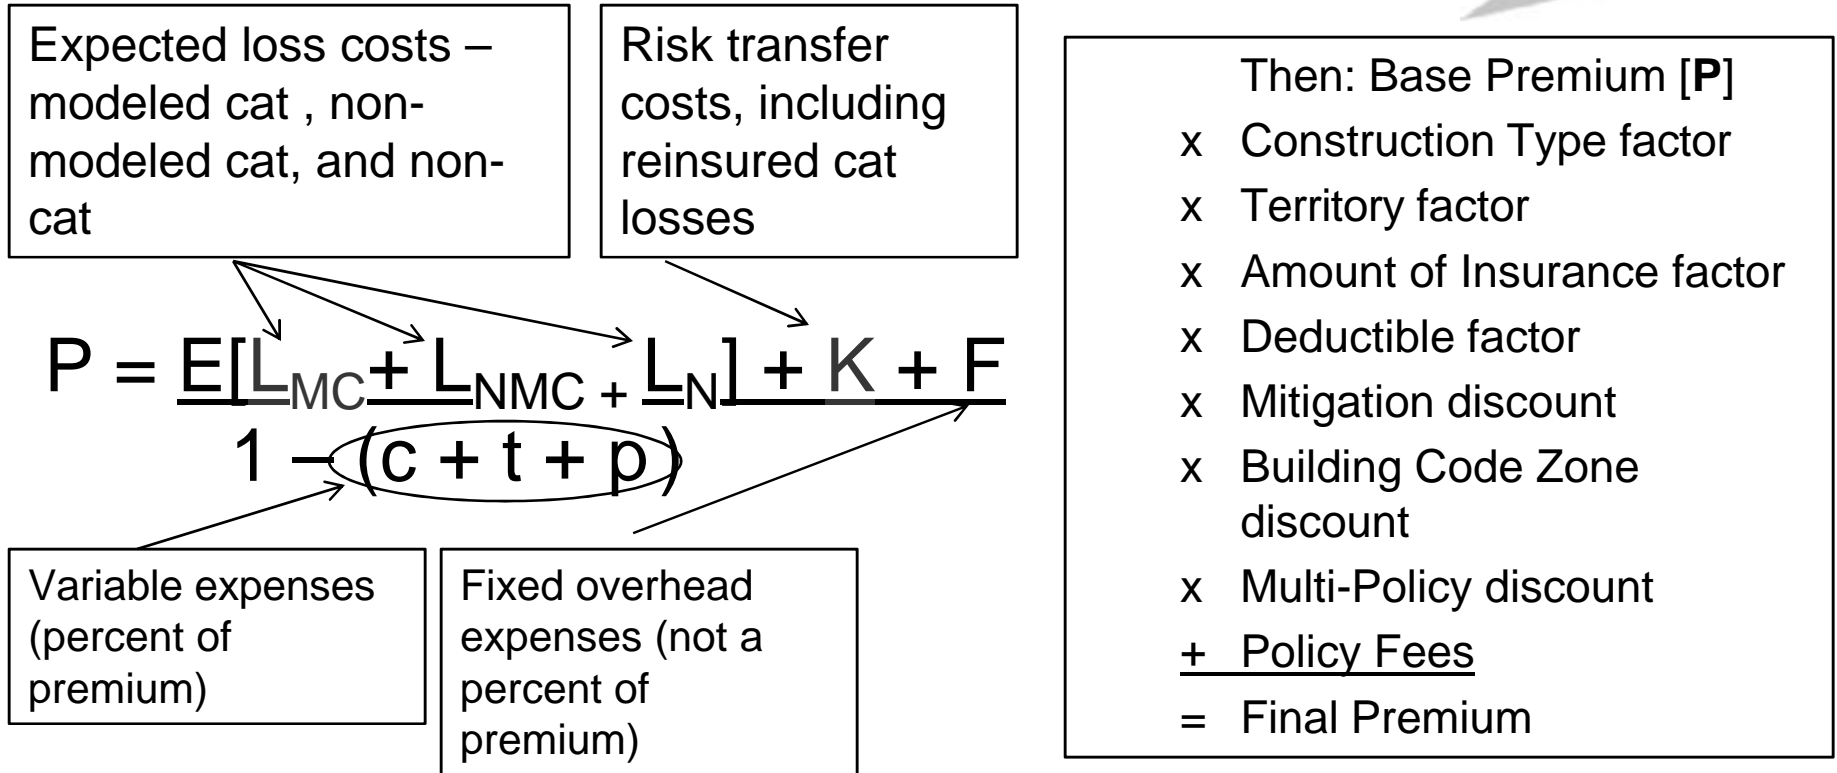 Expected loss costs –
modeled cat , non-
modeled cat, and non-
cat
Risk transfer
costs, including
reinsured cat
losses
P = E[L_MC + L_NMC + L_N] + K + F
1 – (c + t + p )
Variable expenses
(percent of
premium)
Fixed overhead
expenses (not a
percent of
premium)
Then: Base Premium [P]
x Construction Type factor
x Territory factor
x Amount of Insurance factor
x Deductible factor
x Mitigation discount
x Building Code Zone
discount
x Multi-Policy discount
+ Policy Fees
= Final Premium